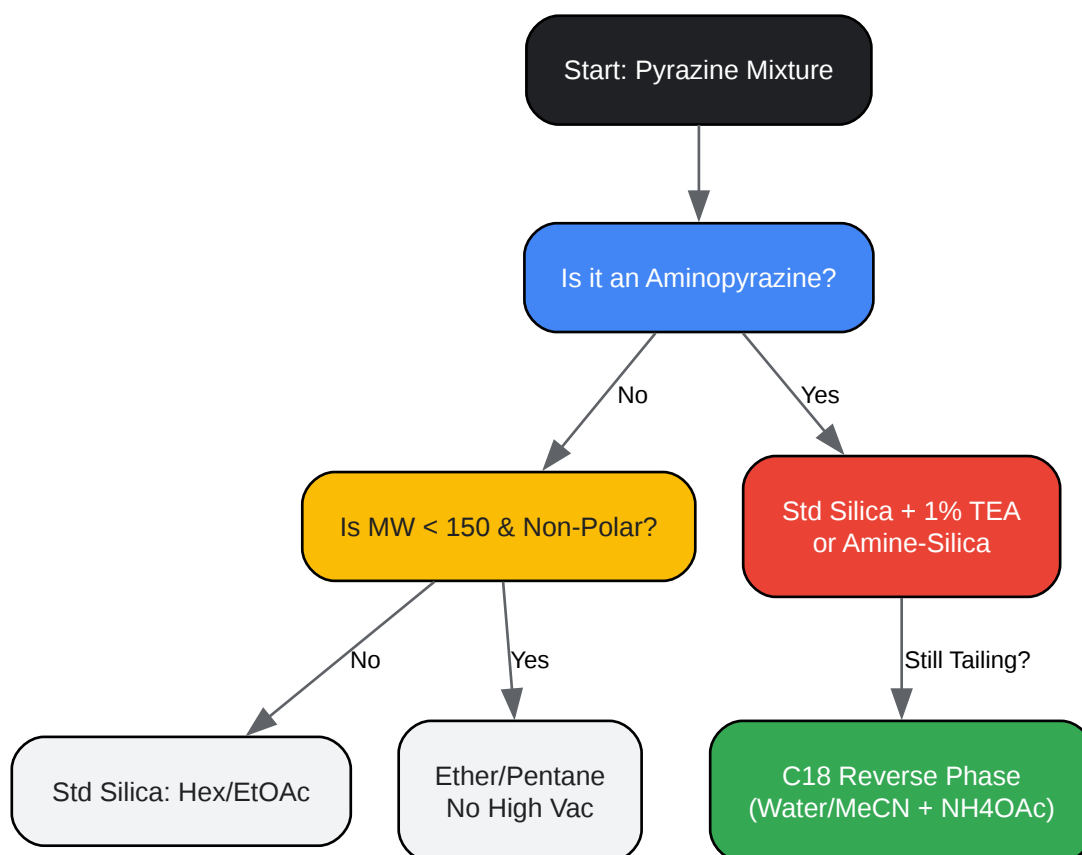 Start: Pyrazine Mixture
Is it an Aminopyrazine?
No
Yes
Is MW < 150 & Non-Polar?
Std Silica + 1% TEA
or Amine-Silica
No
Yes
Still Tailing?
Std Silica: Hex/EtOAc
Ether/Pentane
No High Vac
C18 Reverse Phase
(Water/MeCN + NH4OAc)